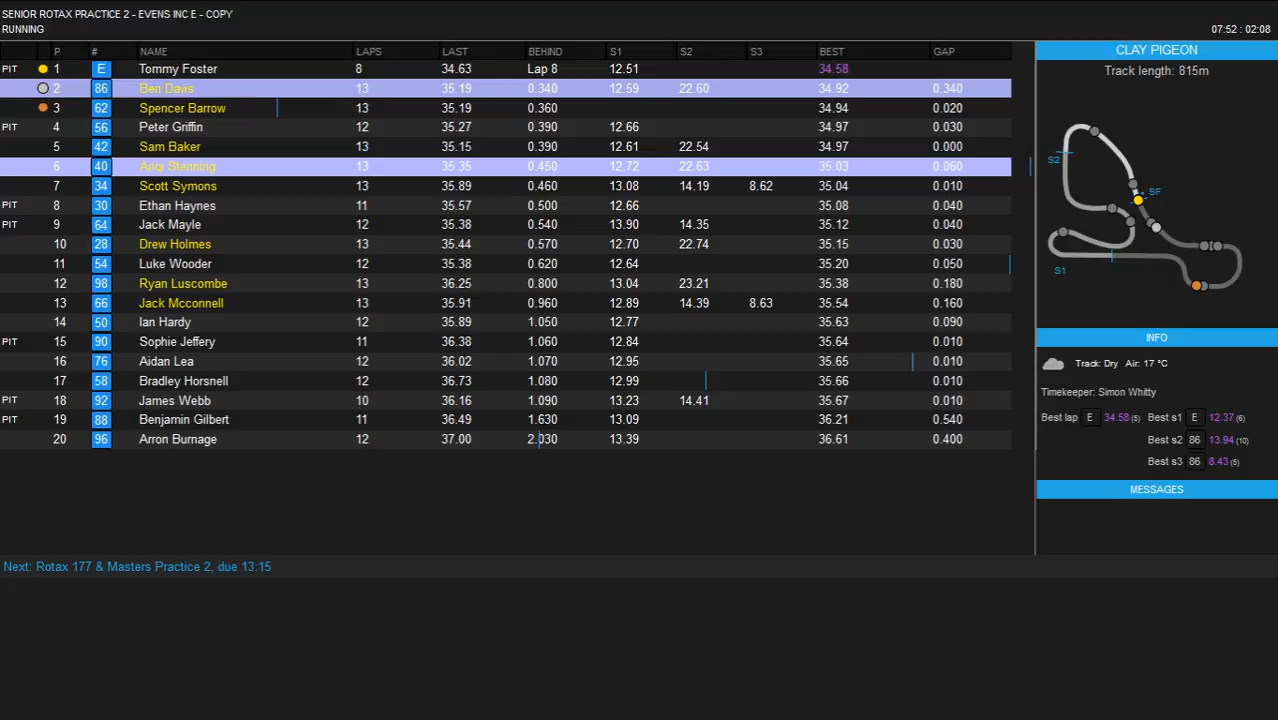 SENIOR ROTAX PRACTICE 2 - EVENS INC E - COPY
RUNNING
07:52 : 02:08
P # NAME LAPS LAST BEHIND S1 S2 S3 BEST GAP
PIT 1 E Tommy Foster 8 34.63 Lap 8 12.51 34.58
2 86 Ben Davis 13 35.19 0.340 12.59 22.60 34.92 0.340
3 62 Spencer Barrow 13 35.19 0.360 34.94 0.020
PIT 4 56 Peter Griffin 12 35.27 0.390 12.66 34.97 0.030
5 42 Sam Baker 13 35.15 0.390 12.61 22.54 34.97 0.000
6 40 Anqi Stenning 13 35.35 0.450 12.72 22.63 35.03 0.060
7 34 Scott Symons 13 35.89 0.460 13.08 14.19 8.62 35.04 0.010
PIT 8 30 Ethan Haynes 11 35.57 0.500 12.66 35.08 0.040
PIT 9 64 Jack Mayle 12 35.38 0.540 13.90 14.35 35.12 0.040
10 28 Drew Holmes 13 35.44 0.570 12.70 22.74 35.15 0.030
11 54 Luke Wooder 12 35.38 0.620 12.64 35.20 0.050
12 98 Ryan Luscombe 13 36.25 0.800 13.04 23.21 35.38 0.180
13 66 Jack Mcconnell 13 35.91 0.960 12.89 14.39 8.63 35.54 0.160
14 50 Ian Hardy 12 35.89 1.050 12.77 35.63 0.090
PIT 15 90 Sophie Jeffery 11 36.38 1.060 12.84 35.64 0.010
16 76 Aidan Lea 12 36.02 1.070 12.95 35.65 0.010
17 58 Bradley Horsnell 12 36.73 1.080 12.99 35.66 0.010
PIT 18 92 James Webb 10 36.16 1.090 13.23 14.41 35.67 0.010
PIT 19 88 Benjamin Gilbert 11 36.49 1.630 13.09 36.21 0.540
20 96 Arron Burnage 12 37.00 2.030 13.39 36.61 0.400
Next: Rotax 177 & Masters Practice 2, due 13:15
CLAY PIGEON
Track length: 815m
S2
SF
S1
INFO
Track: Dry Air: 17 °C
Timekeeper: Simon Whitty
Best lap E 34.58 (5) Best s1 E 12.37 (6)
Best s2 86 13.94 (10)
Best s3 86 8.43 (5)
MESSAGES